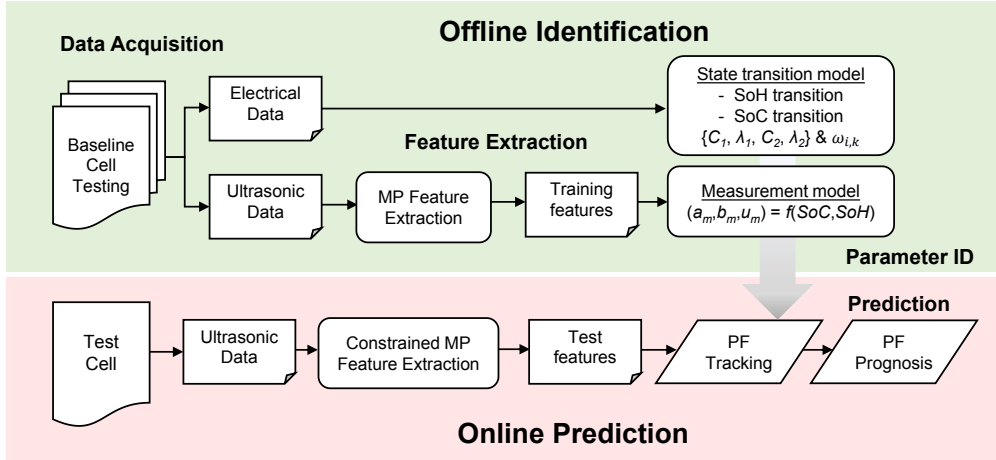 Offline Identification
Data Acquisition
Baseline
Cell
Testing
Electrical
Data
State transition model
- SoH transition
- SoC transition
{C₁, λ₁, C₂, λ₂} & ωᵢ,ₖ
Feature Extraction
Ultrasonic
Data
MP Feature
Extraction
Training
features
Measurement model
(aₘ,bₘ,uₘ) = f(SoC,SoH)
Parameter ID
Prediction
Test
Cell
Ultrasonic
Data
Constrained MP
Feature Extraction
Test
features
PF
Tracking
PF
Prognosis
Online Prediction